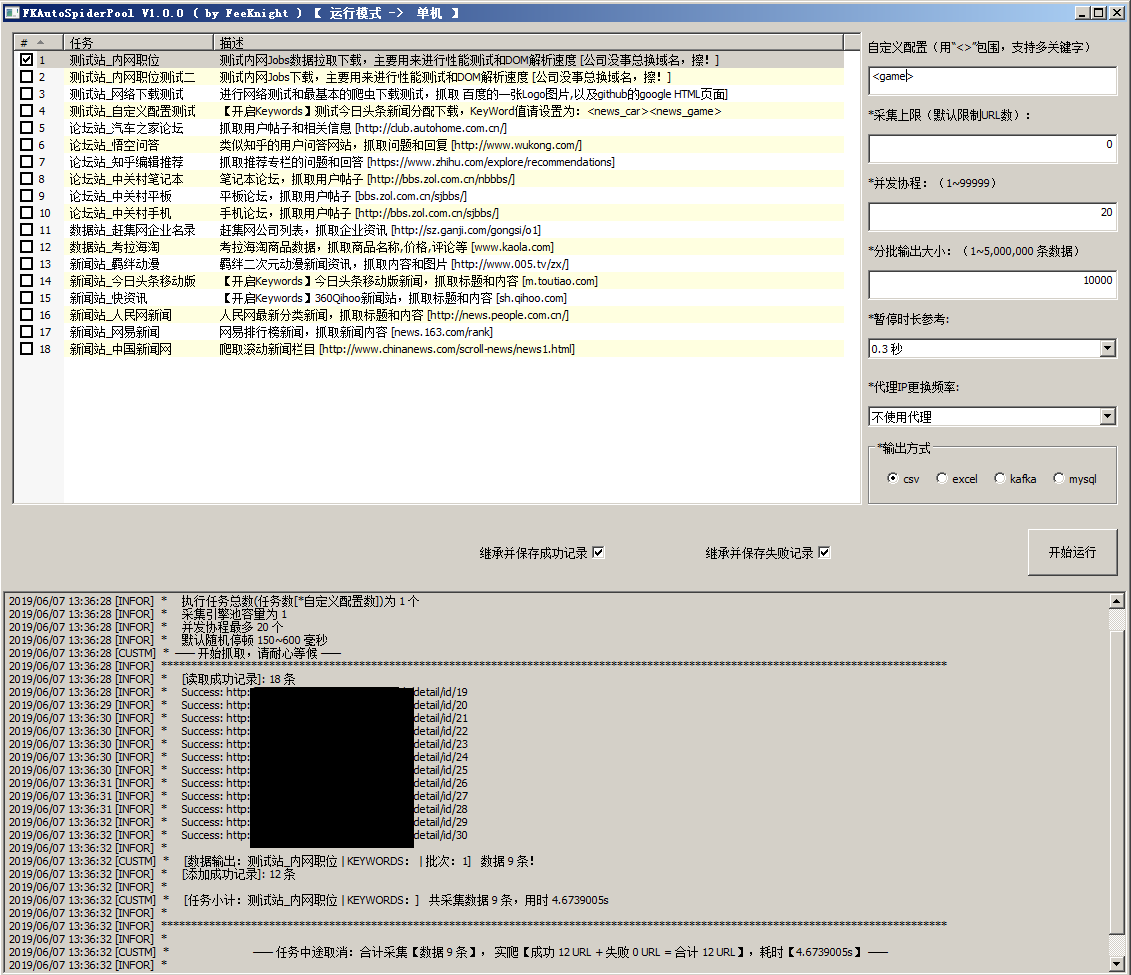 FKAutoSpiderPool V1.0.0 ( by FeeKnight ) 【 运行模式 -> 单机 】
# 任务 描述
1 测试站_内网职位 测试内网Jobs数据拉取下载，主要用来进行性能测试和DOM解析速度 [公司没事总换域名，擦！]
2 测试站_内网职位测试二 测试内网Jobs下载，主要用来进行性能测试和DOM解析速度 [公司没事总换域名，擦！]
3 测试站_网络下载测试 进行网络测试和最基本的爬虫下载测试，抓取 百度的一张Logo图片,以及github的google HTML页面]
4 测试站_自定义配置测试 【开启Keywords】测试今日头条新闻分配下载，KeyWord值请设置为：<news_car><news_game>
5 论坛站_汽车之家论坛 抓取用户帖子和相关信息 [http://club.autohome.com.cn/]
6 论坛站_悟空问答 类似知乎的用户问答网站，抓取问题和回复 [http://www.wukong.com/]
7 论坛站_知乎编辑推荐 抓取推荐专栏的问题和回答 [https://www.zhihu.com/explore/recommendations]
8 论坛站_中关村笔记本 笔记本论坛，抓取用户帖子 [http://bbs.zol.com.cn/nbbbs/]
9 论坛站_中关村平板 平板论坛，抓取用户帖子 [bbs.zol.com.cn/sjbbs/]
10 论坛站_中关村手机 手机论坛，抓取用户帖子 [http://bbs.zol.com.cn/sjbbs/]
11 数据站_赶集网企业名录 赶集网公司列表，抓取企业资讯 [http://sz.ganji.com/gongsi/o1]
12 数据站_考拉海淘 考拉海淘商品数据，抓取商品名称,价格,评论等 [www.kaola.com]
13 新闻站_羁绊动漫 羁绊二次元动漫新闻资讯，抓取内容和图片 [http://www.005.tv/zx/]
14 新闻站_今日头条移动版 【开启Keywords】今日头条移动版新闻，抓取标题和内容 [m.toutiao.com]
15 新闻站_快资讯 【开启Keywords】360Qihoo新闻站，抓取标题和内容 [sh.qihoo.com]
16 新闻站_人民网新闻 人民网最新分类新闻，抓取标题和内容 [http://news.people.com.cn/]
17 新闻站_网易新闻 网易排行榜新闻，抓取新闻内容 [news.163.com/rank]
18 新闻站_中国新闻网 爬取滚动新闻栏目 [http://www.chinanews.com/scroll-news/news1.html]
自定义配置（用“<>”包围，支持多关键字）
<game>
*采集上限（默认限制URL数）：
0
*并发协程：（1~99999）
20
*分批输出大小：（1~5,000,000 条数据）
10000
*暂停时长参考:
0.3 秒
*代理IP更换频率:
不使用代理
*输出方式
csv excel kafka mysql
继承并保存成功记录 继承并保存失败记录 开始运行
2019/06/07 13:36:28 [INFOR] * 执行任务总数(任务数[*自定义配置数])为 1 个
2019/06/07 13:36:28 [INFOR] * 采集引擎池容量为 1
2019/06/07 13:36:28 [INFOR] * 并发协程最多 20 个
2019/06/07 13:36:28 [INFOR] * 默认随机停顿 150~600 毫秒
2019/06/07 13:36:28 [CUSTM] * —— 开始抓取，请耐心等候 ——
2019/06/07 13:36:28 [INFOR] ********************************************************************************
2019/06/07 13:36:28 [INFOR] * [读取成功记录]: 18 条
2019/06/07 13:36:28 [INFOR] * Success: http: detail/id/19
2019/06/07 13:36:29 [INFOR] * Success: http: detail/id/20
2019/06/07 13:36:30 [INFOR] * Success: http: detail/id/21
2019/06/07 13:36:30 [INFOR] * Success: http: detail/id/22
2019/06/07 13:36:30 [INFOR] * Success: http: detail/id/23
2019/06/07 13:36:30 [INFOR] * Success: http: detail/id/24
2019/06/07 13:36:30 [INFOR] * Success: http: detail/id/25
2019/06/07 13:36:31 [INFOR] * Success: http: detail/id/26
2019/06/07 13:36:31 [INFOR] * Success: http: detail/id/27
2019/06/07 13:36:31 [INFOR] * Success: http: detail/id/28
2019/06/07 13:36:32 [INFOR] * Success: http: detail/id/29
2019/06/07 13:36:32 [INFOR] * Success: http: detail/id/30
2019/06/07 13:36:32 [INFOR] *
2019/06/07 13:36:32 [CUSTM] * [数据输出：测试站_内网职位 | KEYWORDS： | 批次：1] 数据 9 条！
2019/06/07 13:36:32 [INFOR] * [添加成功记录]: 12 条
2019/06/07 13:36:32 [INFOR] *
2019/06/07 13:36:32 [CUSTM] * [任务小计：测试站_内网职位 | KEYWORDS：] 共采集数据 9 条，用时 4.6739005s
2019/06/07 13:36:32 [INFOR] *
2019/06/07 13:36:32 [INFOR] ********************************************************************************
2019/06/07 13:36:32 [INFOR] *
2019/06/07 13:36:32 [CUSTM] * —— 任务中途取消：合计采集【数据 9 条】，实爬【成功 12 URL + 失败 0 URL = 合计 12 URL】，耗时【4.6739005s】 ——
2019/06/07 13:36:32 [INFOR] *